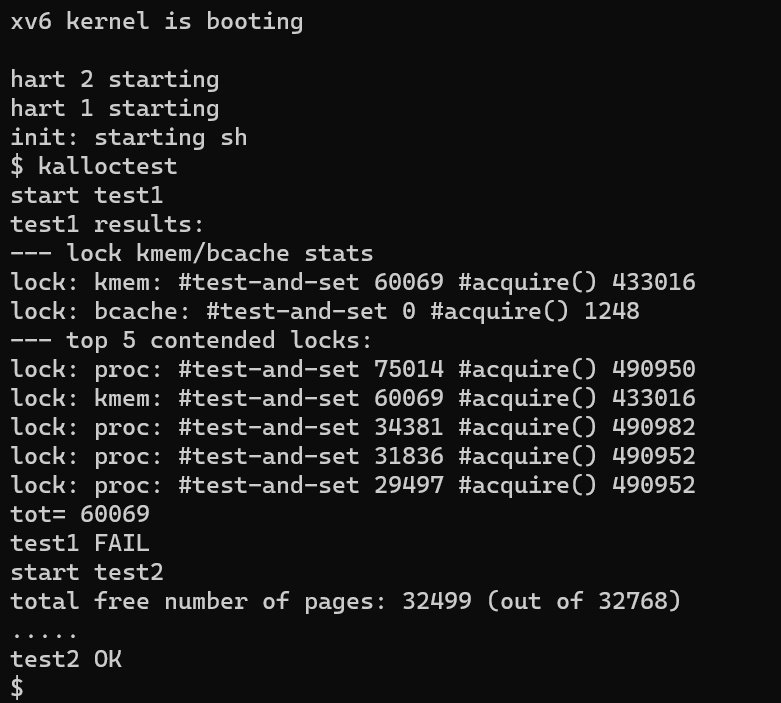 xv6 kernel is booting

hart 2 starting
hart 1 starting
init: starting sh
$ kalloctest
start test1
test1 results:
--- lock kmem/bcache stats
lock: kmem: #test-and-set 60069 #acquire() 433016
lock: bcache: #test-and-set 0 #acquire() 1248
--- top 5 contended locks:
lock: proc: #test-and-set 75014 #acquire() 490950
lock: kmem: #test-and-set 60069 #acquire() 433016
lock: proc: #test-and-set 34381 #acquire() 490982
lock: proc: #test-and-set 31836 #acquire() 490952
lock: proc: #test-and-set 29497 #acquire() 490952
tot= 60069
test1 FAIL
start test2
total free number of pages: 32499 (out of 32768)
.....
test2 OK
$